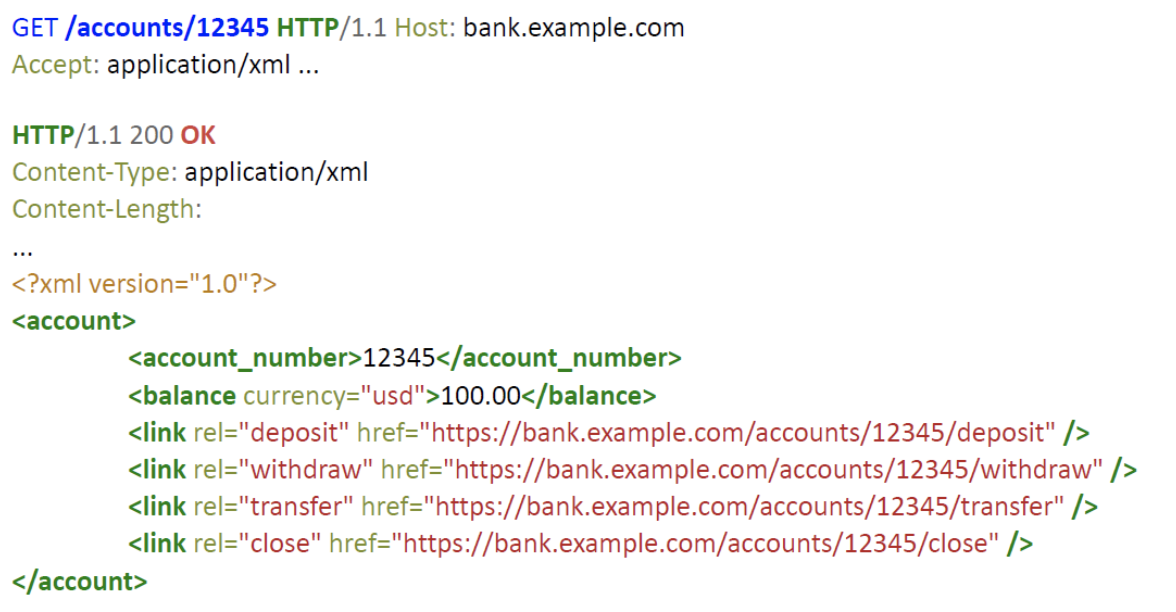 GET /accounts/12345 HTTP/1.1 Host: bank.example.com
Accept: application/xml ...
HTTP/1.1 200 OK
Content-Type: application/xml
Content-Length:
...
<?xml version="1.0"?>
<account>
<account_number>12345</account_number>
<balance currency="usd">100.00</balance>
<link rel="deposit" href="https://bank.example.com/accounts/12345/deposit" />
<link rel="withdraw" href="https://bank.example.com/accounts/12345/withdraw" />
<link rel="transfer" href="https://bank.example.com/accounts/12345/transfer" />
<link rel="close" href="https://bank.example.com/accounts/12345/close" />
</account>